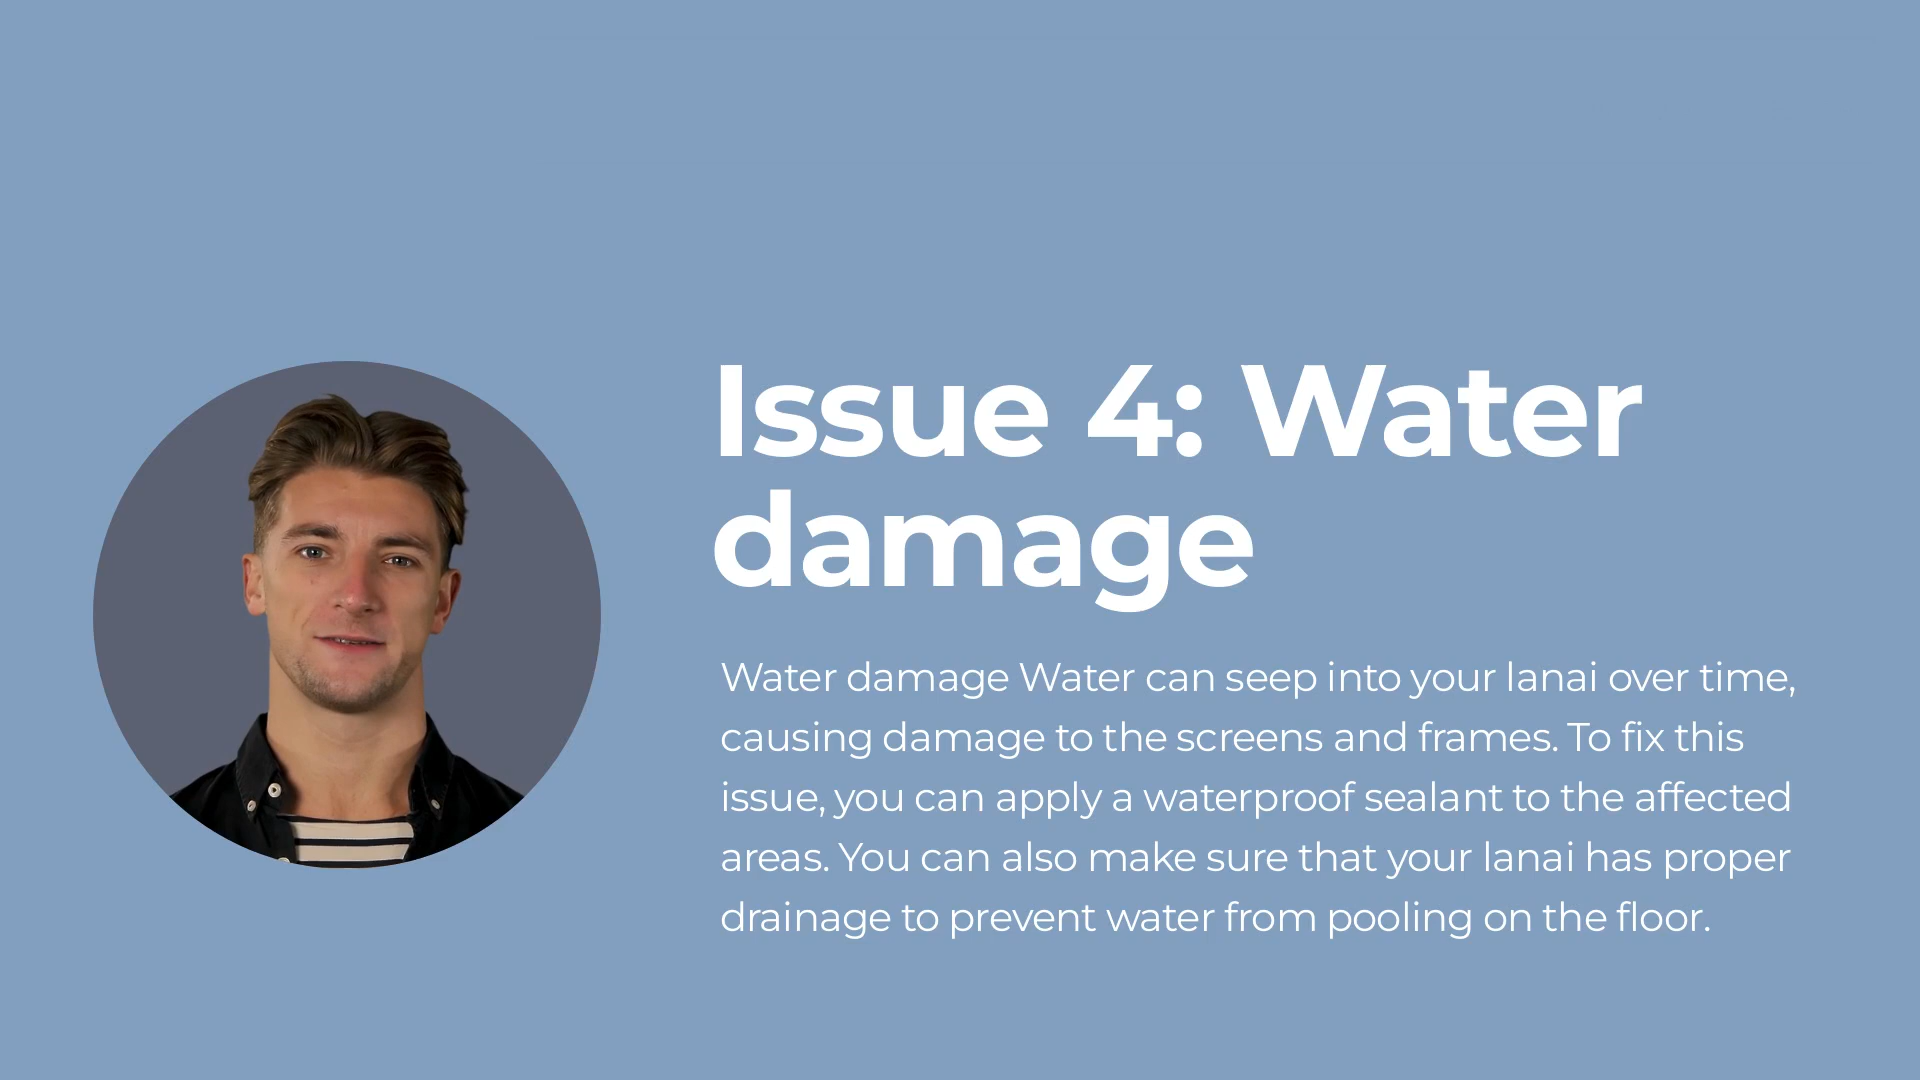 Issue 4: Water
damage
Water damage Water can seep into your lanai over time,
causing damage to the screens and frames. To fix this
issue, you can apply a waterproof sealant to the affected
areas. You can also make sure that your lanai has proper
drainage to prevent water from pooling on the floor.